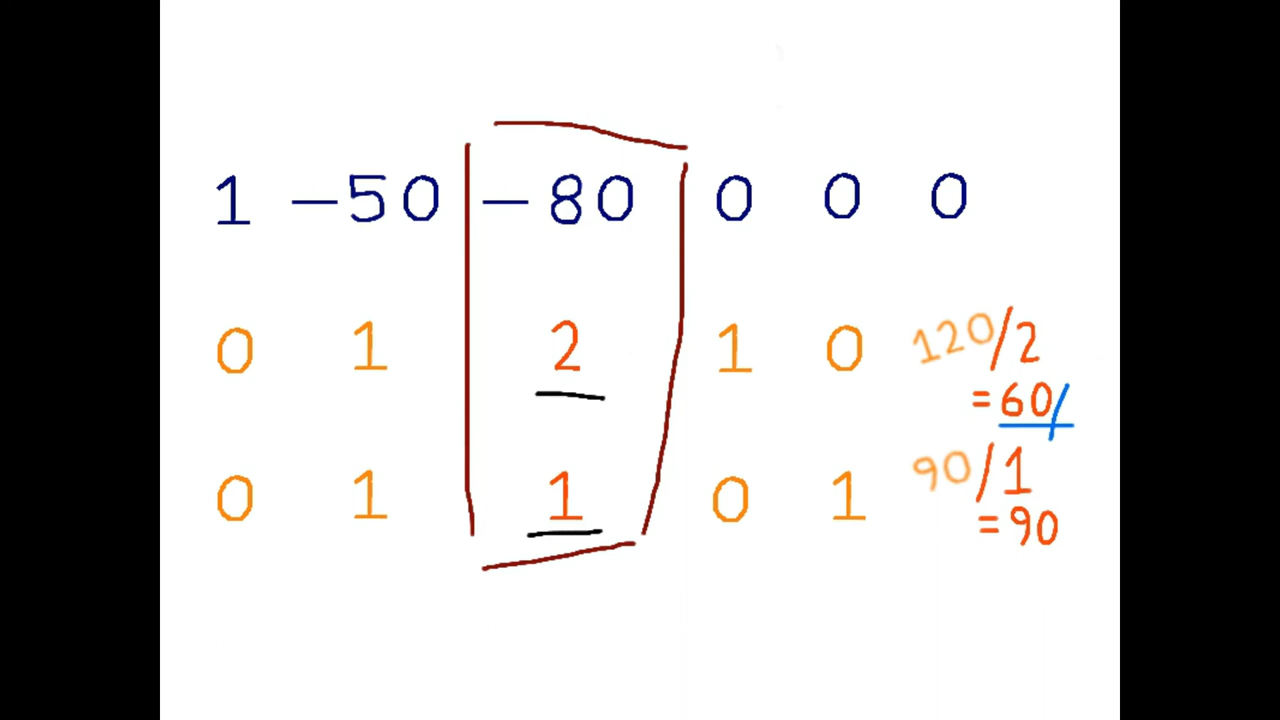 1 -50 -80 0 0 0
0 1 2 1 0 120/2
=60/
0 1 1 0 1 90/1
=90